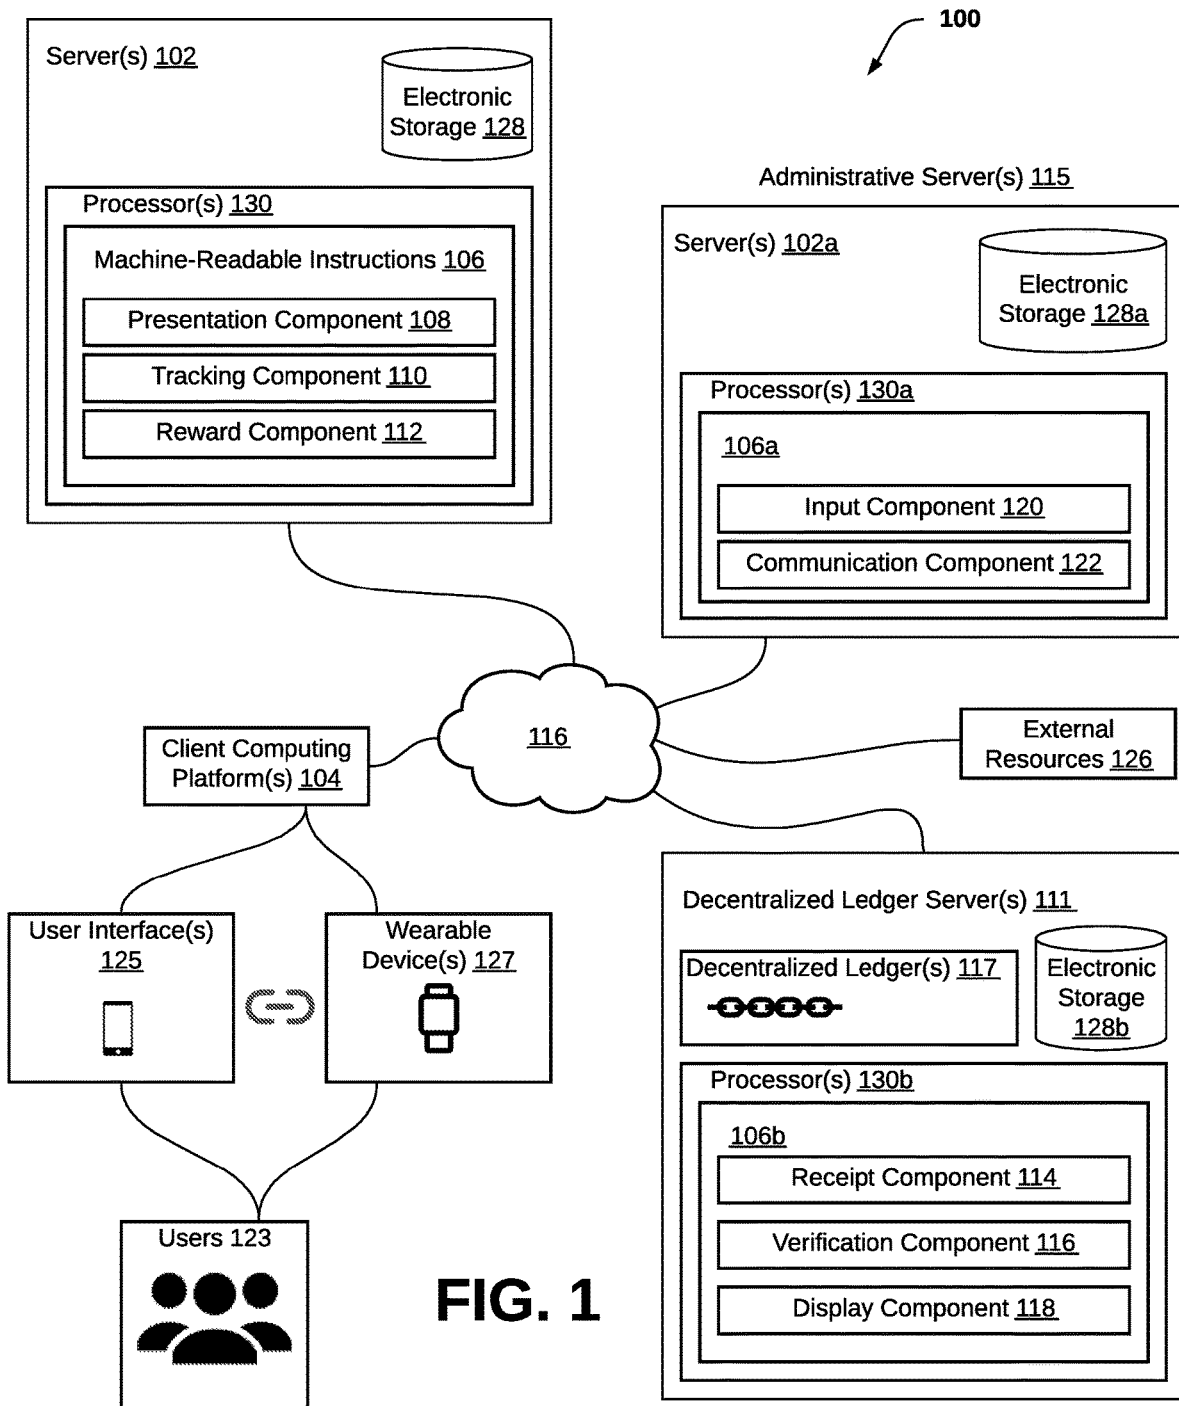 100
Server(s) 102
Electronic
Storage 128
Processor(s) 130
Machine-Readable Instructions 106
Presentation Component 108
Tracking Component 110
Reward Component 112
Administrative Server(s) 115
Server(s) 102a
Electronic
Storage 128a
Processor(s) 130a
106a
Input Component 120
Communication Component 122
116
Client Computing
Platform(s) 104
External
Resources 126
User Interface(s)
125
Wearable
Device(s) 127
Users 123
Decentralized Ledger Server(s) 111
Decentralized Ledger(s) 117
Electronic
Storage
128b
Processor(s) 130b
106b
Receipt Component 114
Verification Component 116
Display Component 118
FIG. 1